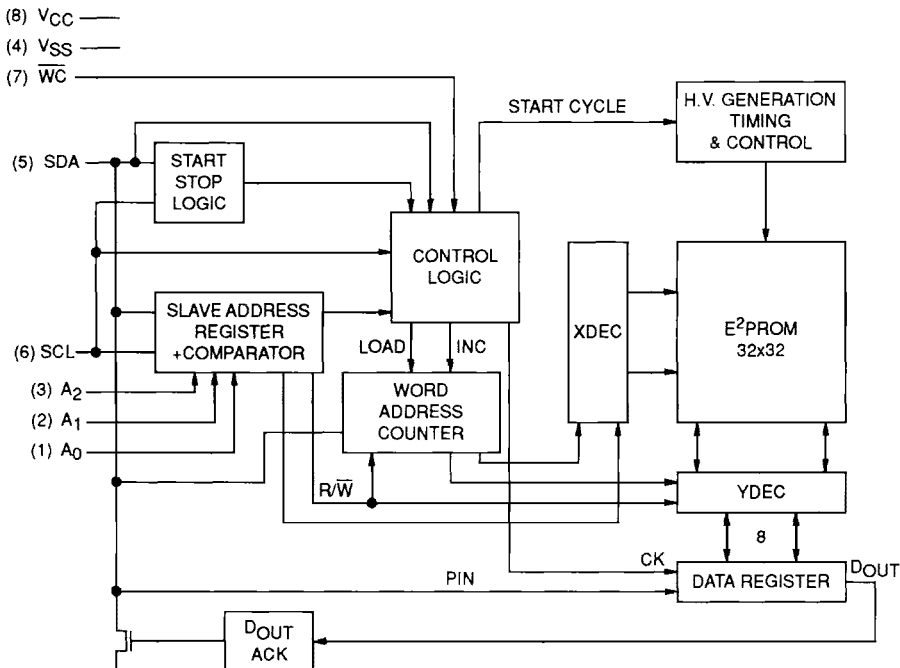 (8) VCC
(4) VSS
(7) W̅C̅
START CYCLE
H.V. GENERATION
TIMING
& CONTROL
(5) SDA
START
STOP
LOGIC
CONTROL
LOGIC
SLAVE ADDRESS
REGISTER
+COMPARATOR
(6) SCL
LOAD
INC
XDEC
E²PROM
32x32
(3) A2
(2) A1
(1) A0
WORD
ADDRESS
COUNTER
R/W̅
YDEC
8
CK
PIN
DATA REGISTER
DOUT
DOUT
ACK